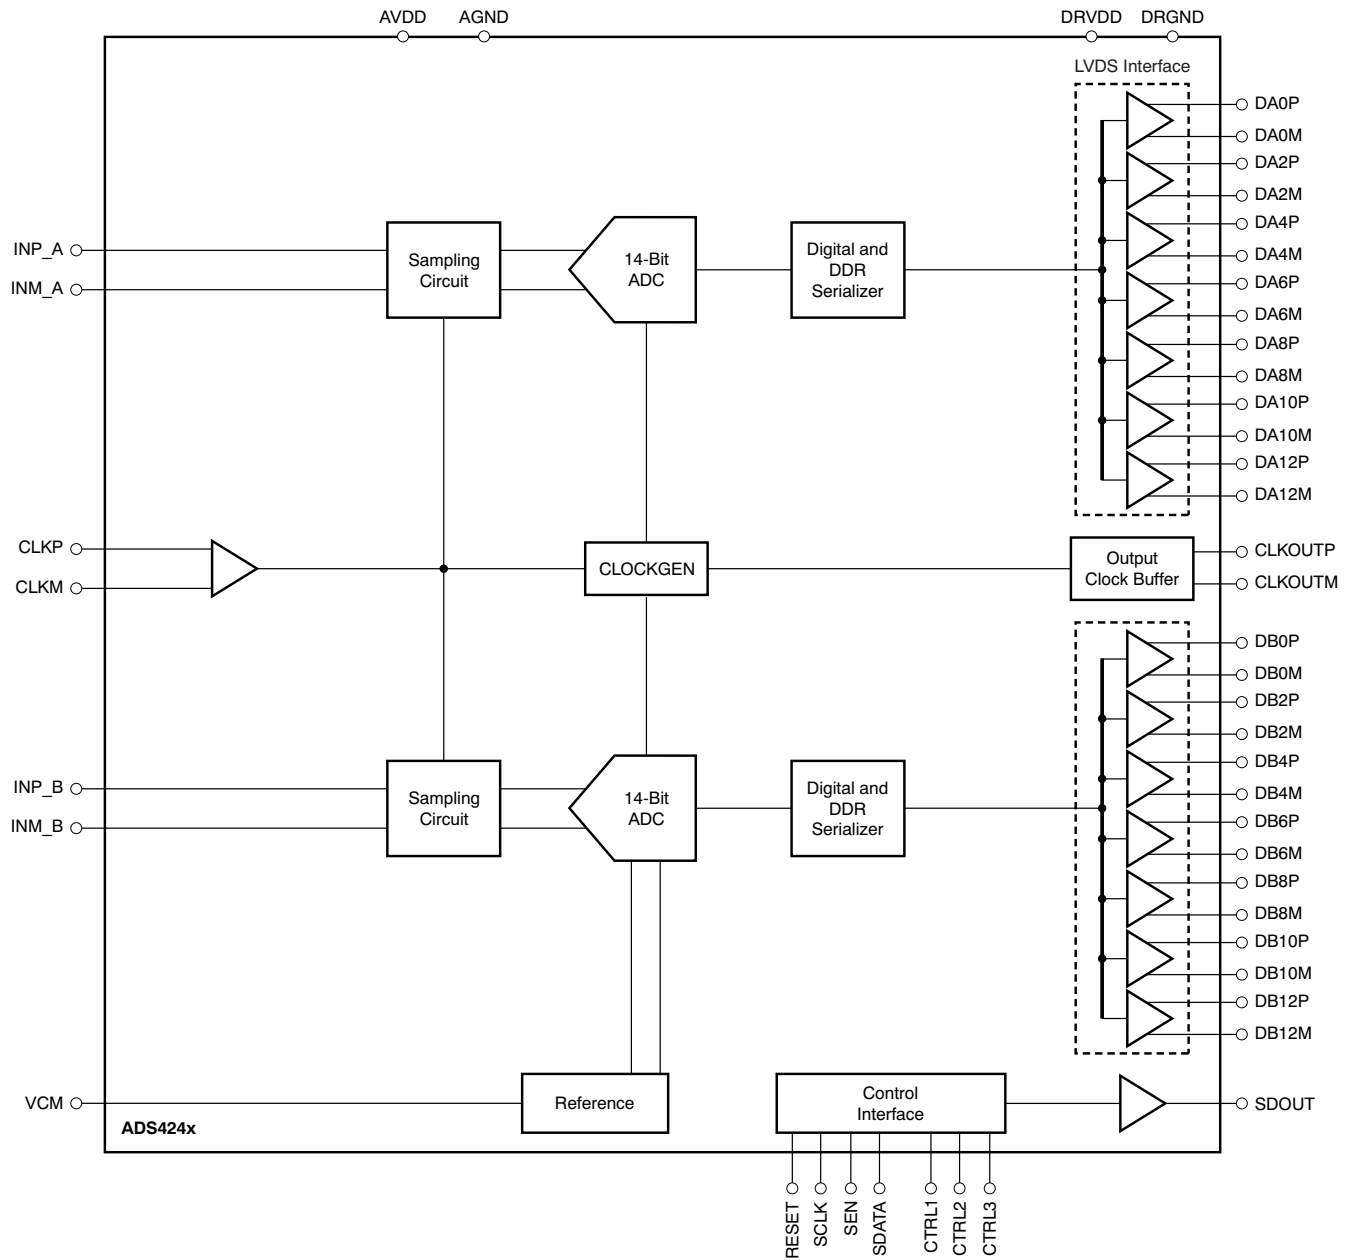 AVDD
AGND
DRVDD
DRGND
LVDS Interface
DA0P
DA0M
DA2P
DA2M
DA4P
DA4M
DA6P
DA6M
DA8P
DA8M
DA10P
DA10M
DA12P
DA12M
INP_A
INM_A
Sampling
Circuit
14-Bit
ADC
Digital and
DDR
Serializer
CLKP
CLKM
CLOCKGEN
Output
Clock Buffer
CLKOUTP
CLKOUTM
DB0P
DB0M
DB2P
DB2M
DB4P
DB4M
DB6P
DB6M
DB8P
DB8M
DB10P
DB10M
DB12P
DB12M
INP_B
INM_B
Sampling
Circuit
14-Bit
ADC
Digital and
DDR
Serializer
VCM
Reference
Control
Interface
SDOUT
ADS424x
RESET
SCLK
SEN
SDATA
CTRL1
CTRL2
CTRL3